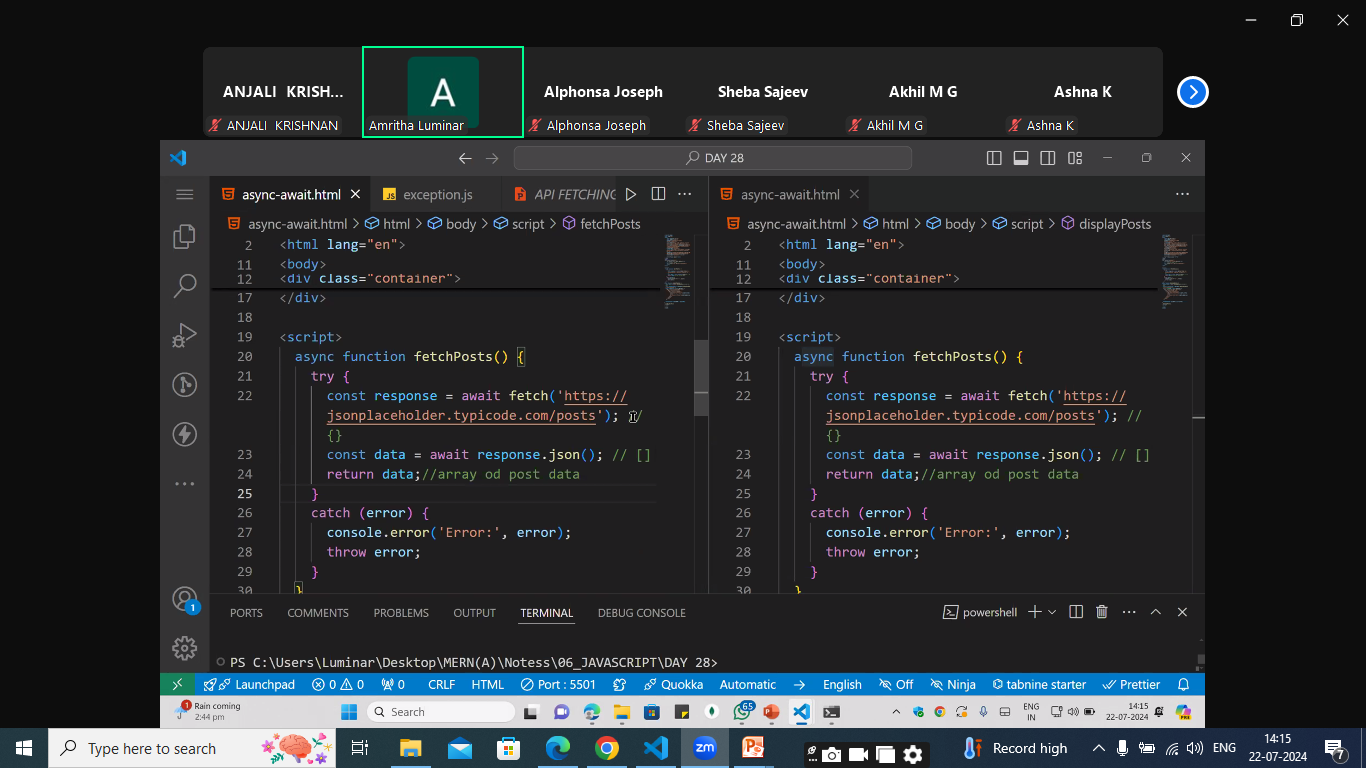 ANJALI KRISH...
A
Alphonsa Joseph
Sheba Sajeev
Akhil M G
Ashna K
ANJALI KRISHNAN
Amritha Luminar
Alphonsa Joseph
Sheba Sajeev
Akhil M G
Ashna K
DAY 28
async-await.html
JS exception.js
API FETCHING
async-await.html > html > body > script > fetchPosts
2 <html lang="en">
11 <body>
12 <div class="container">
17 </div>
18
19 <script>
20 async function fetchPosts() {
21 try {
22 const response = await fetch('https://
jsonplaceholder.typicode.com/posts'); //
{}
23 const data = await response.json(); // []
24 return data;//array od post data
25 }
26 catch (error) {
27 console.error('Error:', error);
28 throw error;
29 }
30 }
async-await.html
async-await.html > html > body > script > displayPosts
2 <html lang="en">
11 <body>
12 <div class="container">
17 </div>
18
19 <script>
20 async function fetchPosts() {
21 try {
22 const response = await fetch('https://
jsonplaceholder.typicode.com/posts'); //
{}
23 const data = await response.json(); // []
24 return data;//array od post data
25 }
26 catch (error) {
27 console.error('Error:', error);
28 throw error;
29 }
30 }
1
PORTS COMMENTS PROBLEMS OUTPUT TERMINAL DEBUG CONSOLE
powershell
PS C:\Users\Luminar\Desktop\MERN(A)\Notess\06_JAVASCRIPT\DAY 28>
Launchpad 0 0 0 CRLF HTML Port : 5501 Quokka Automatic English Off Ninja tabnine starter Prettier
1 Rain coming
2:44 pm
Search
65
ENG
IN
14:15
22-07-2024
PRE
Type here to search
zm
Record high
ENG
14:15
22-07-2024
7